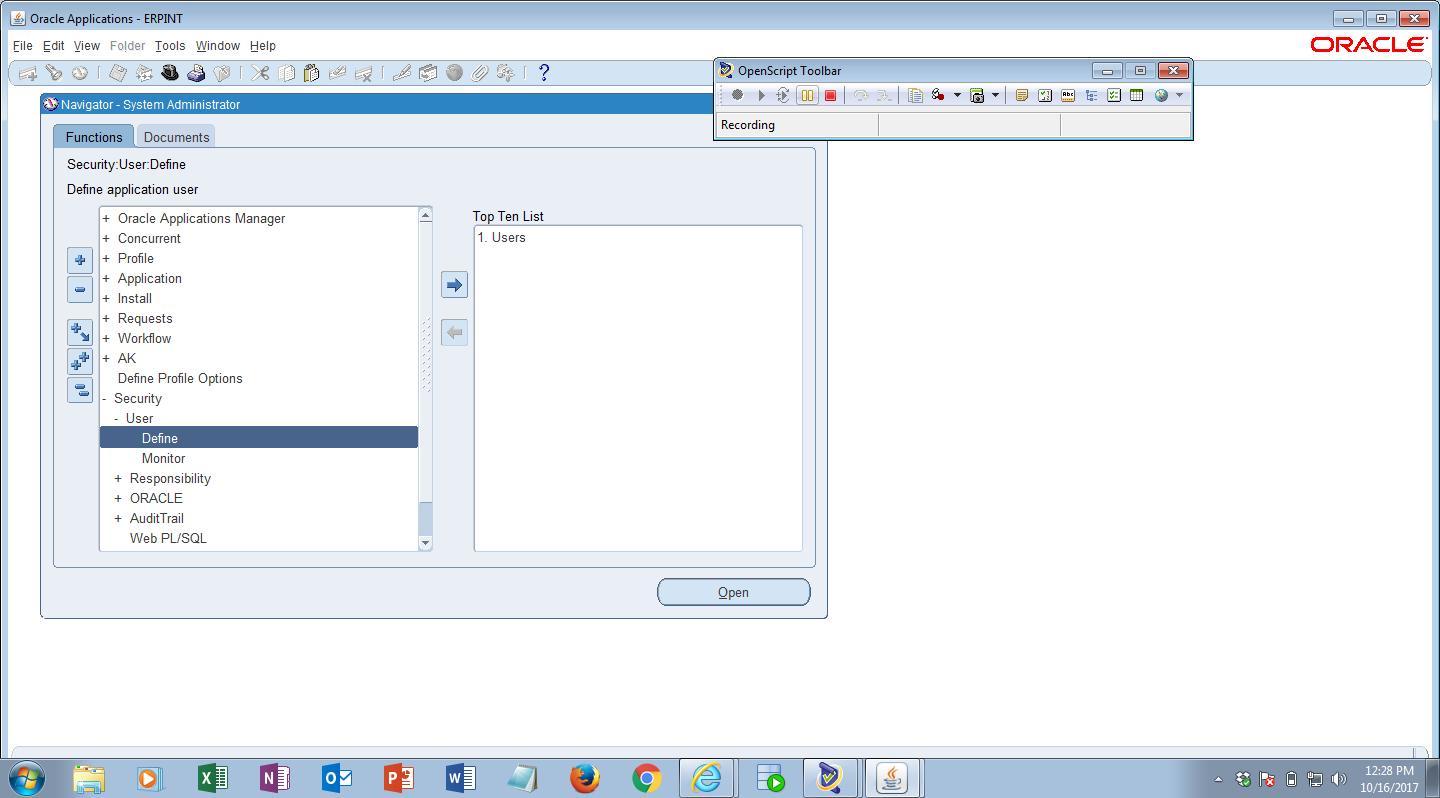 Oracle Applications - ERPINT
File Edit View Folder Tools Window Help
ORACLE
OpenScript Toolbar
Recording
Navigator - System Administrator
Functions Documents
Security:User:Define
Define application user
+ Oracle Applications Manager
+ Concurrent
+ Profile
+ Application
+ Install
+ Requests
+ Workflow
+ AK
Define Profile Options
- Security
- User
Define
Monitor
+ Responsibility
+ ORACLE
+ AuditTrail
Web PL/SQL
Top Ten List
1. Users
Open
12:28 PM
10/16/2017